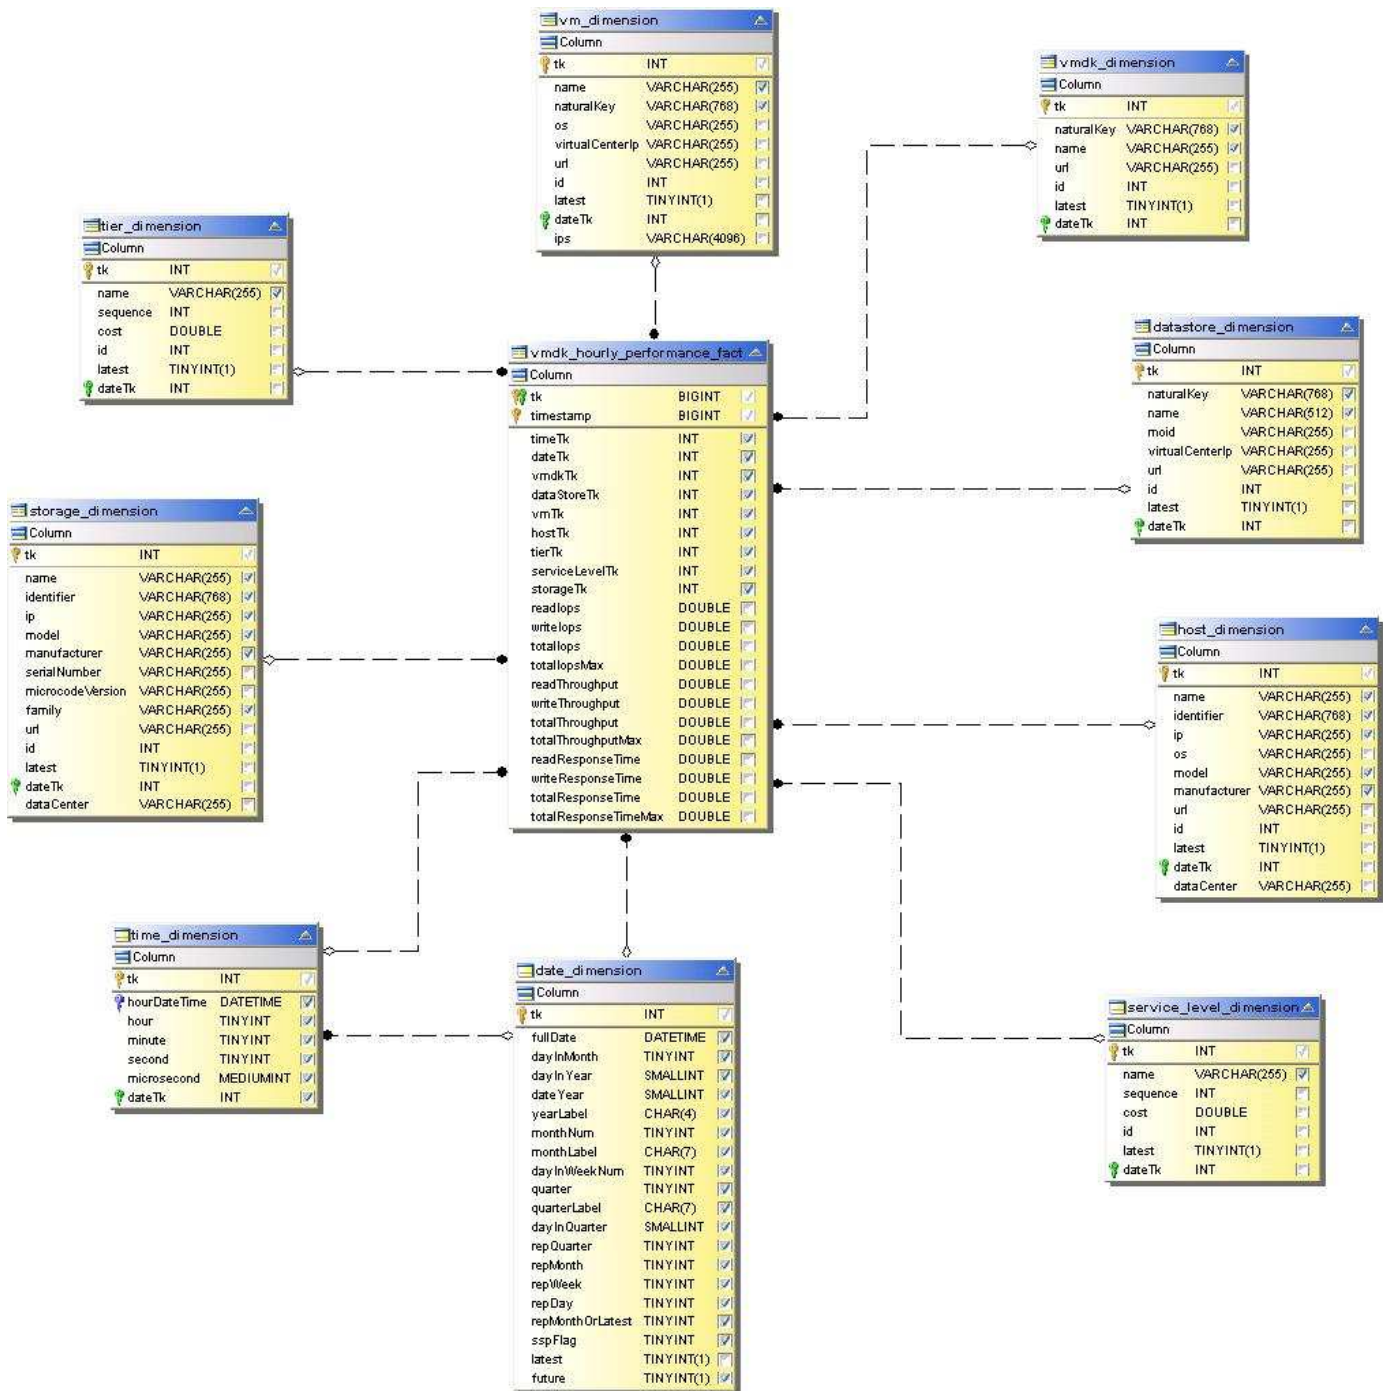 vm_dimension
Column
tk INT
name VARCHAR(255)
naturalKey VARCHAR(768)
os VARCHAR(255)
virtualCenterIp VARCHAR(255)
url VARCHAR(255)
id INT
latest TINYINT(1)
dateTk INT
ips VARCHAR(4096)
vmdk_dimension
Column
tk INT
naturalKey VARCHAR(768)
name VARCHAR(255)
url VARCHAR(255)
id INT
latest TINYINT(1)
dateTk INT
tier_dimension
Column
tk INT
name VARCHAR(255)
sequence INT
cost DOUBLE
id INT
latest TINYINT(1)
dateTk INT
vmdk_hourly_performance_fact
Column
tk BIGINT
timestamp BIGINT
timeTk INT
dateTk INT
vmdkTk INT
dataStoreTk INT
vmTk INT
hostTk INT
tierTk INT
serviceLevelTk INT
storageTk INT
readIops DOUBLE
writeIops DOUBLE
totalIops DOUBLE
totalIopsMax DOUBLE
readThroughput DOUBLE
writeThroughput DOUBLE
totalThroughput DOUBLE
totalThroughputMax DOUBLE
readResponseTime DOUBLE
writeResponseTime DOUBLE
totalResponseTime DOUBLE
totalResponseTimeMax DOUBLE
datastore_dimension
Column
tk INT
naturalKey VARCHAR(768)
name VARCHAR(512)
moid VARCHAR(255)
virtualCenterIp VARCHAR(255)
url VARCHAR(255)
id INT
latest TINYINT(1)
dateTk INT
storage_dimension
Column
tk INT
name VARCHAR(255)
identifier VARCHAR(768)
ip VARCHAR(255)
model VARCHAR(255)
manufacturer VARCHAR(255)
serialNumber VARCHAR(255)
microcodeVersion VARCHAR(255)
family VARCHAR(255)
url VARCHAR(255)
id INT
latest TINYINT(1)
dateTk INT
dataCenter VARCHAR(255)
host_dimension
Column
tk INT
name VARCHAR(255)
identifier VARCHAR(768)
ip VARCHAR(255)
os VARCHAR(255)
model VARCHAR(255)
manufacturer VARCHAR(255)
url VARCHAR(255)
id INT
latest TINYINT(1)
dateTk INT
dataCenter VARCHAR(255)
time_dimension
Column
tk INT
hourDateTime DATETIME
hour TINYINT
minute TINYINT
second TINYINT
microsecond MEDIUMINT
dateTk INT
date_dimension
Column
tk INT
fullDate DATETIME
dayInMonth TINYINT
dayInYear SMALLINT
dateYear SMALLINT
yearLabel CHAR(4)
monthNum TINYINT
monthLabel CHAR(7)
dayInWeekNum TINYINT
quarter TINYINT
quarterLabel CHAR(7)
dayInQuarter SMALLINT
repQuarter TINYINT
repMonth TINYINT
repWeek TINYINT
repDay TINYINT
repMonthOrLatest TINYINT
sspFlag TINYINT
latest TINYINT(1)
future TINYINT(1)
service_level_dimension
Column
tk INT
name VARCHAR(255)
sequence INT
cost DOUBLE
id INT
latest TINYINT(1)
dateTk INT